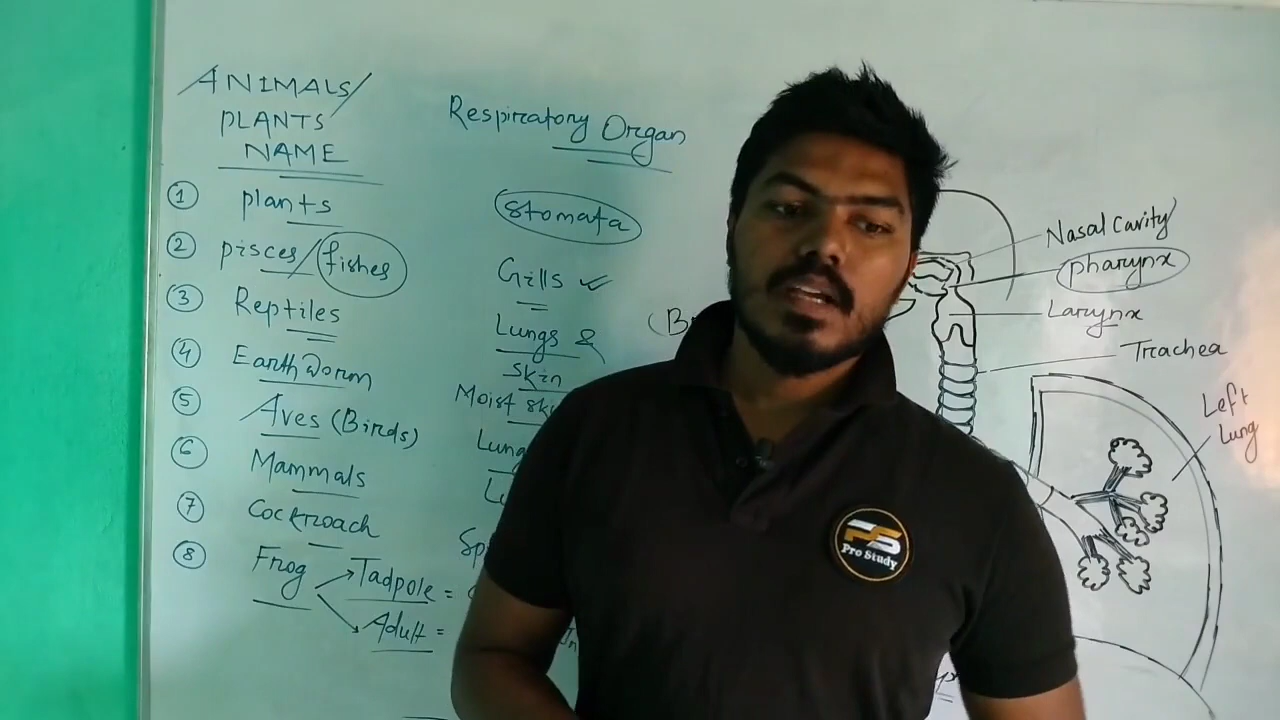 ANIMALS/
PLANTS
NAME
Respiratory Organ
① plants
stomata
② pisces/fishes
Gills ✓
③ Reptiles
Lungs &
skin
④ Earthworm
Moist
⑤ Aves (Birds)
⑥ Mammals
⑦ Cockroach
⑧ Frog
Tadpole =
Adult =
Nasal Cavity
pharynx
Larynx
Trachea
Left
Lung
PS
Pro Study